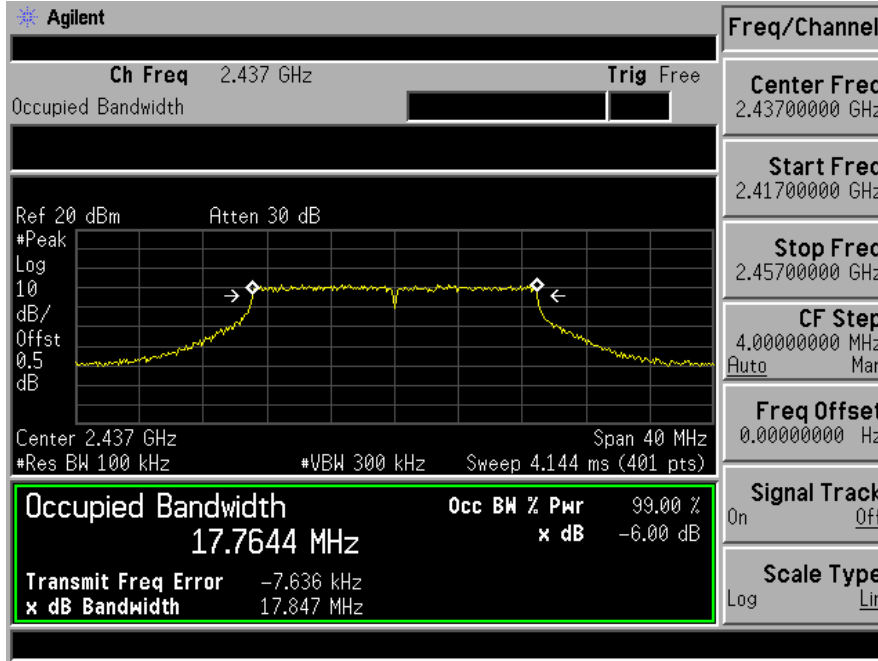 Agilent
Ch Freq 2.437 GHz Trig Free
Occupied Bandwidth
Ref 20 dBm Atten 30 dB
#Peak
Log
10
dB/
Offst
0.5
dB
Center 2.437 GHz Span 40 MHz
#Res BW 100 kHz #VBW 300 kHz Sweep 4.144 ms (401 pts)
Occupied Bandwidth
17.7644 MHz
Occ BW % Pwr 99.00 %
x dB -6.00 dB
Transmit Freq Error -7.636 kHz
x dB Bandwidth 17.847 MHz
Freq/Channel
Center Freq
2.43700000 GHz
Start Freq
2.41700000 GHz
Stop Freq
2.45700000 GHz
CF Step
4.00000000 MHz
Auto Man
Freq Offset
0.00000000 Hz
Signal Track
On Off
Scale Type
Log Lin